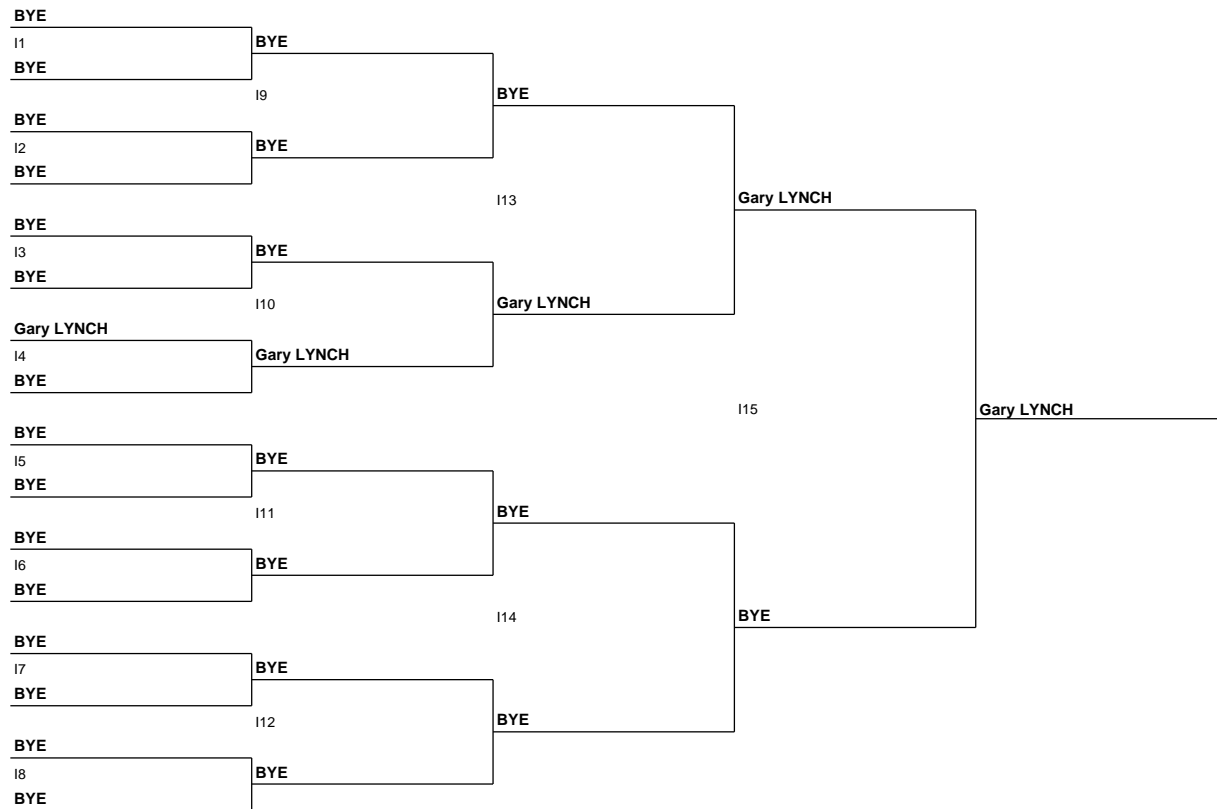 BYE
I1
BYE
BYE
I9
BYE
BYE
I2
BYE
BYE
I13
Gary LYNCH
BYE
I3
BYE
BYE
I10
Gary LYNCH
Gary LYNCH
I4
Gary LYNCH
BYE
I15
Gary LYNCH
BYE
I5
BYE
BYE
I11
BYE
BYE
I6
BYE
BYE
I14
BYE
BYE
I7
BYE
BYE
I12
BYE
BYE
I8
BYE
BYE